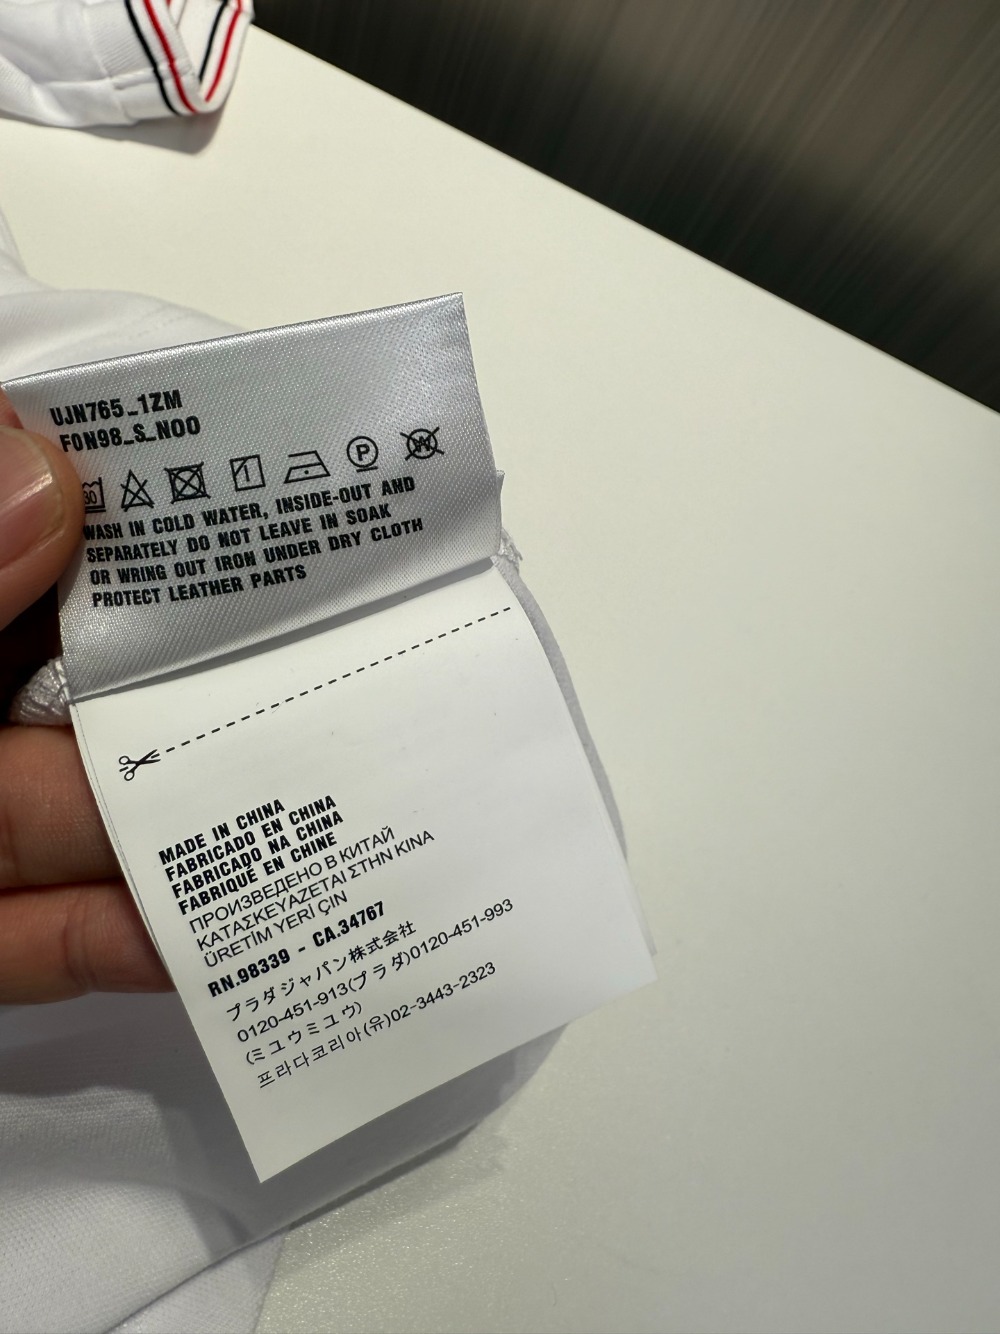 UJN765_1ZM
F0N98_S_N00
30
1
P
W
WASH IN COLD WATER, INSIDE-OUT AND
SEPARATELY DO NOT LEAVE IN SOAK
OR WRING OUT IRON UNDER DRY CLOTH
PROTECT LEATHER PARTS
MADE IN CHINA
FABRICADO EN CHINA
FABRICADO NA CHINA
FABRIQUÉ EN CHINE
ПРОИЗВЕДЕНО В КИТАЙ
ΚΑΤΑΣΚΕΥΑΖΕΤΑΙ ΣΤΗΝ ΚΙΝΑ
ÜRETİM YERİ ÇIN
RN.98339 - CA.34767
プラダジャパン株式会社
0120-451-913(プラダ)0120-451-993
(ミュウミュウ)
프라다코리아(유)02-3443-2323